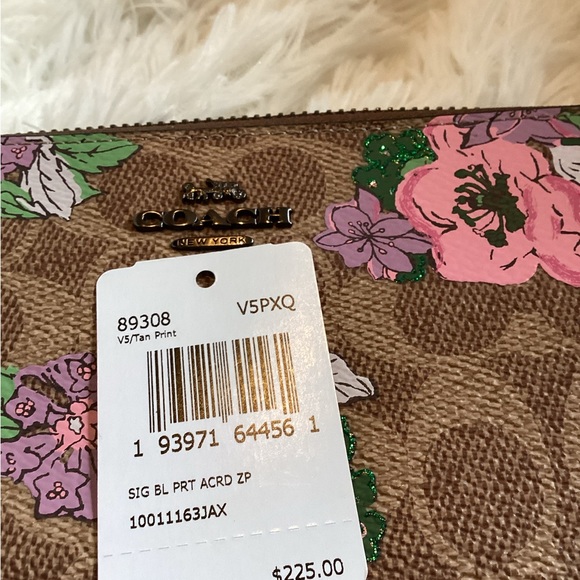 COACH
NEW YORK
89308 V5PXQ
V5/Tan Print
1 93971 64456 1
SIG BL PRT ACRD ZP
10011163JAX
$225.00